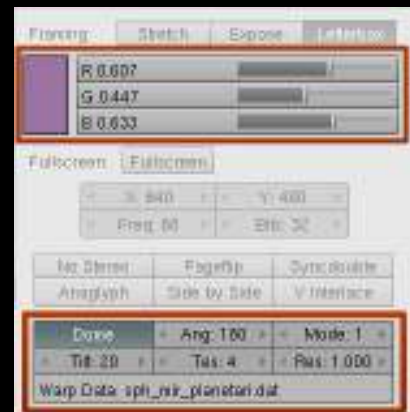 Framing Stretch Expose Letterbox
R 0.607
G 0.447
B 0.633
Fullscreen Fullscreen
X: 640 Y: 480
Freq: 60 Bits: 32
No Stereo Pageflip Syncdouble
Anaglyph Side by Side V Interlace
Dome Ang: 180 Mode: 1
Tilt: 20 Tes: 4 Res: 1.000
Warp Data: sph_mir_planetari.dat